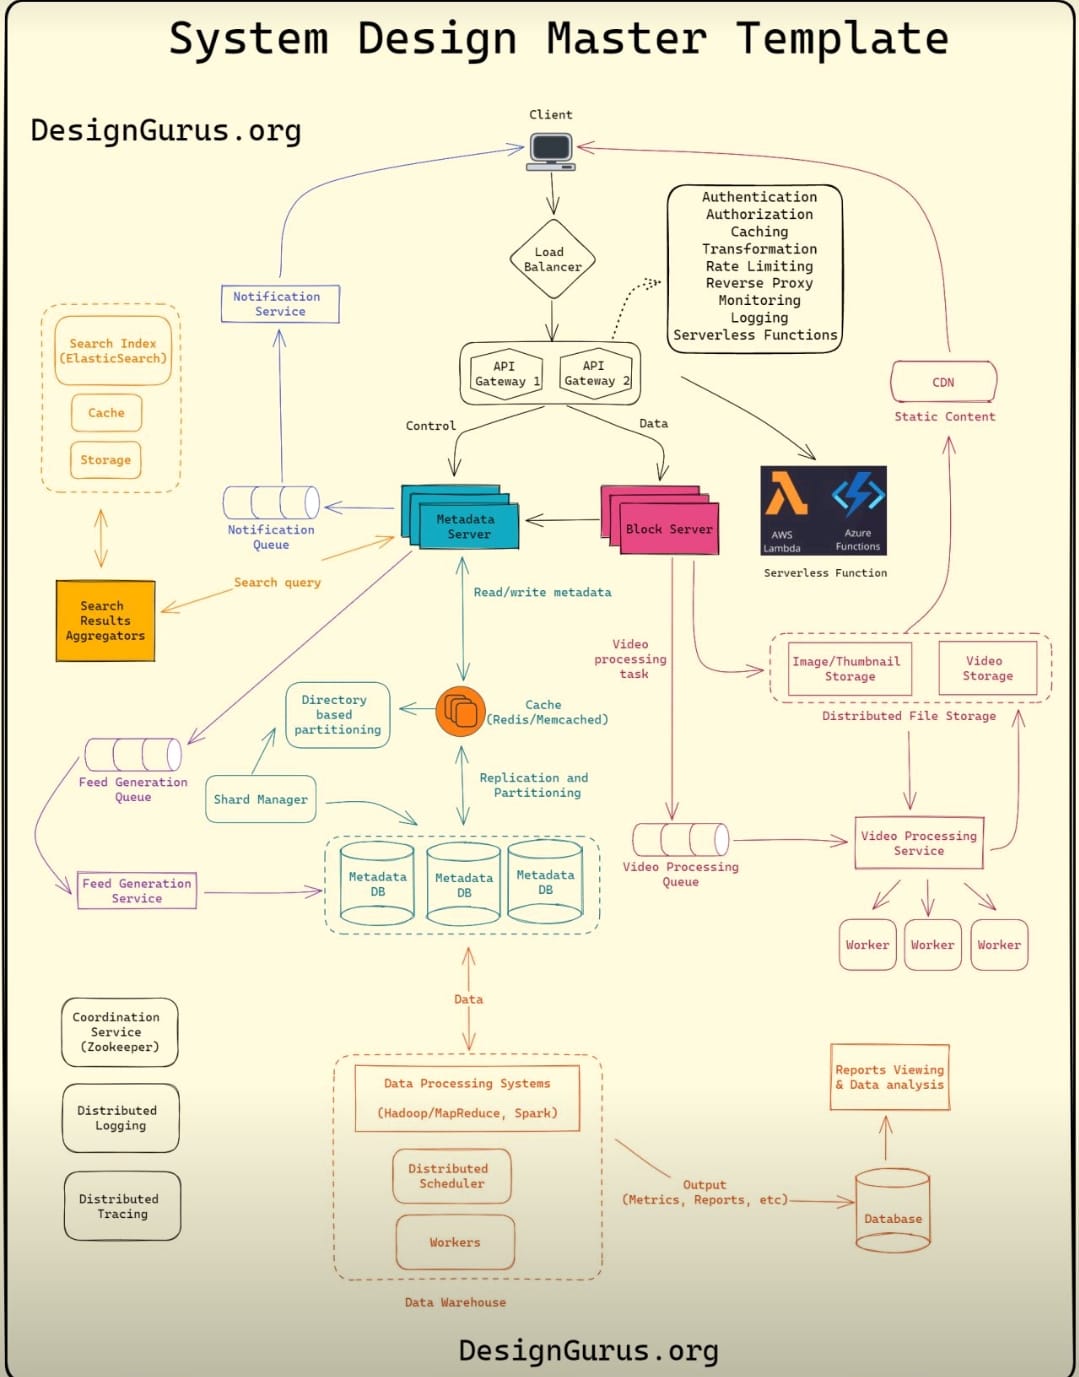 System Design Master Template
DesignGurus.org
Client
Load
Balancer
Authentication
Authorization
Caching
Transformation
Rate Limiting
Reverse Proxy
Monitoring
Logging
Serverless Functions
Notification
Service
Search Index
(ElasticSearch)
Cache
Storage
API
Gateway 1
API
Gateway 2
CDN
Static Content
Control
Data
Notification
Queue
Metadata
Server
Block Server
AWS
Lambda
Azure
Functions
Serverless Function
Search query
Search
Results
Aggregators
Read/write metadata
Video
processing
task
Image/Thumbnail
Storage
Video
Storage
Distributed File Storage
Directory
based
partitioning
Cache
(Redis/Memcached)
Feed Generation
Queue
Shard Manager
Replication and
Partitioning
Video Processing
Queue
Video Processing
Service
Feed Generation
Service
Metadata
DB
Metadata
DB
Metadata
DB
Worker
Worker
Worker
Data
Coordination
Service
(Zookeeper)
Distributed
Logging
Distributed
Tracing
Data Processing Systems
(Hadoop/MapReduce, Spark)
Distributed
Scheduler
Workers
Data Warehouse
Output
(Metrics, Reports, etc)
Reports Viewing
& Data analysis
Database
DesignGurus.org